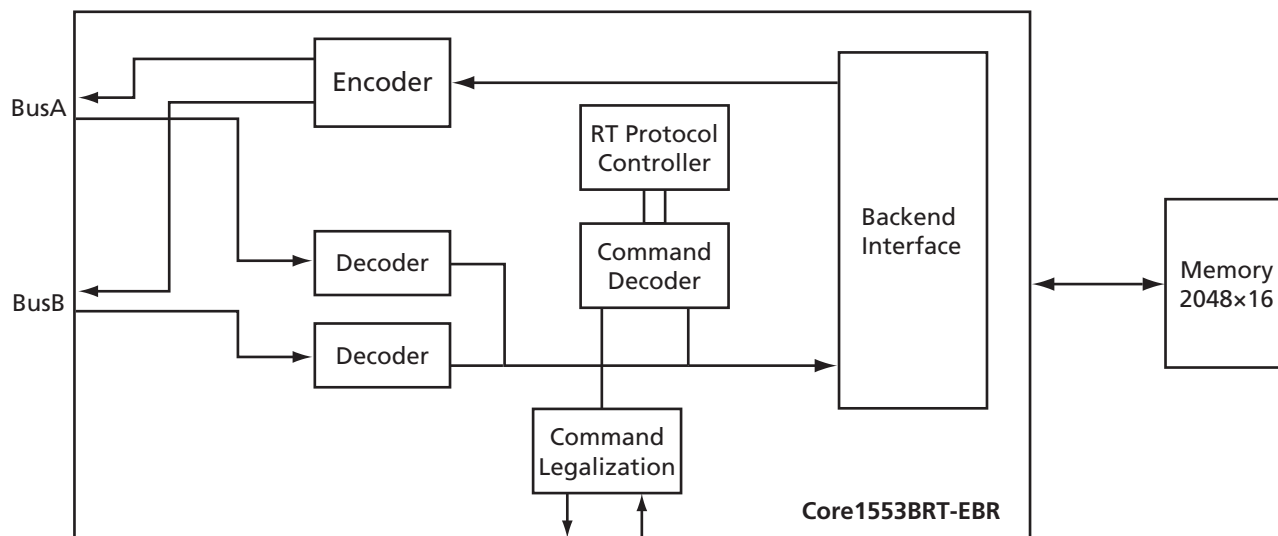 BusA
Encoder
RT Protocol
Controller
Backend
Interface
Decoder
Command
Decoder
Memory
2048×16
BusB
Decoder
Command
Legalization
Core1553BRT-EBR